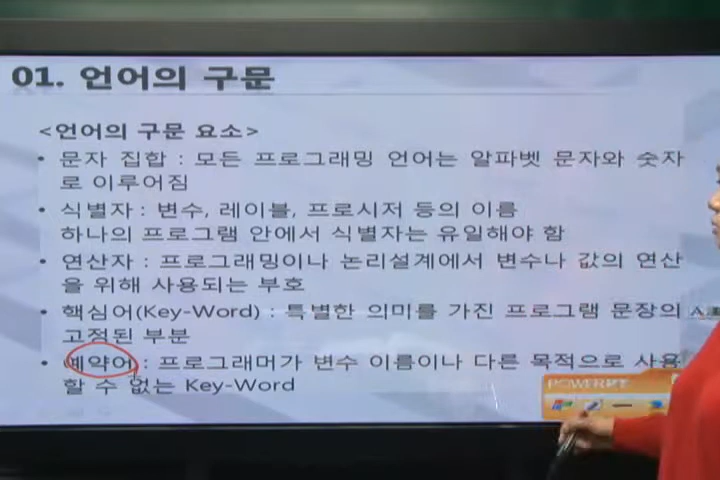 01. 언어의 구문
<언어의 구문 요소>
• 문자 집합 : 모든 프로그래밍 언어는 알파벳 문자와 숫자
로 이루어짐
• 식별자 : 변수, 레이블, 프로시저 등의 이름
하나의 프로그램 안에서 식별자는 유일해야 함
• 연산자 : 프로그래밍이나 논리설계에서 변수나 값의 연산
을 위해 사용되는 부호
• 핵심어(Key-Word) : 특별한 의미를 가진 프로그램 문장의
고정된 부분
• 예약어 : 프로그래머가 변수 이름이나 다른 목적으로 사용
할 수 없는 Key-Word
POWERPT